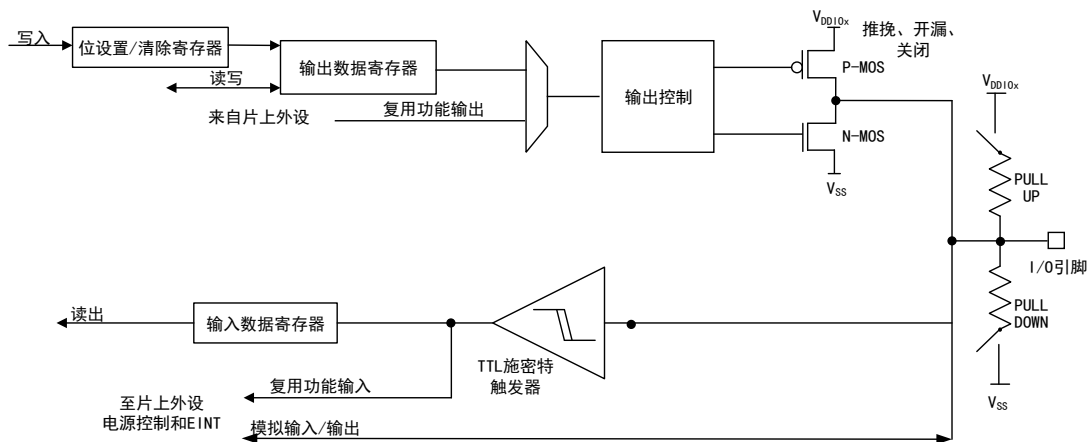 写入
位设置/清除寄存器
读写
输出数据寄存器
来自片上外设
复用功能输出
输出控制
VDDIOx
推挽、开漏、
关闭
P-MOS
N-MOS
VSS
VDDIOx
PULL
UP
I/O引脚
PULL
DOWN
VSS
读出
输入数据寄存器
TTL施密特
触发器
复用功能输入
至片上外设
电源控制和EINT
模拟输入/输出